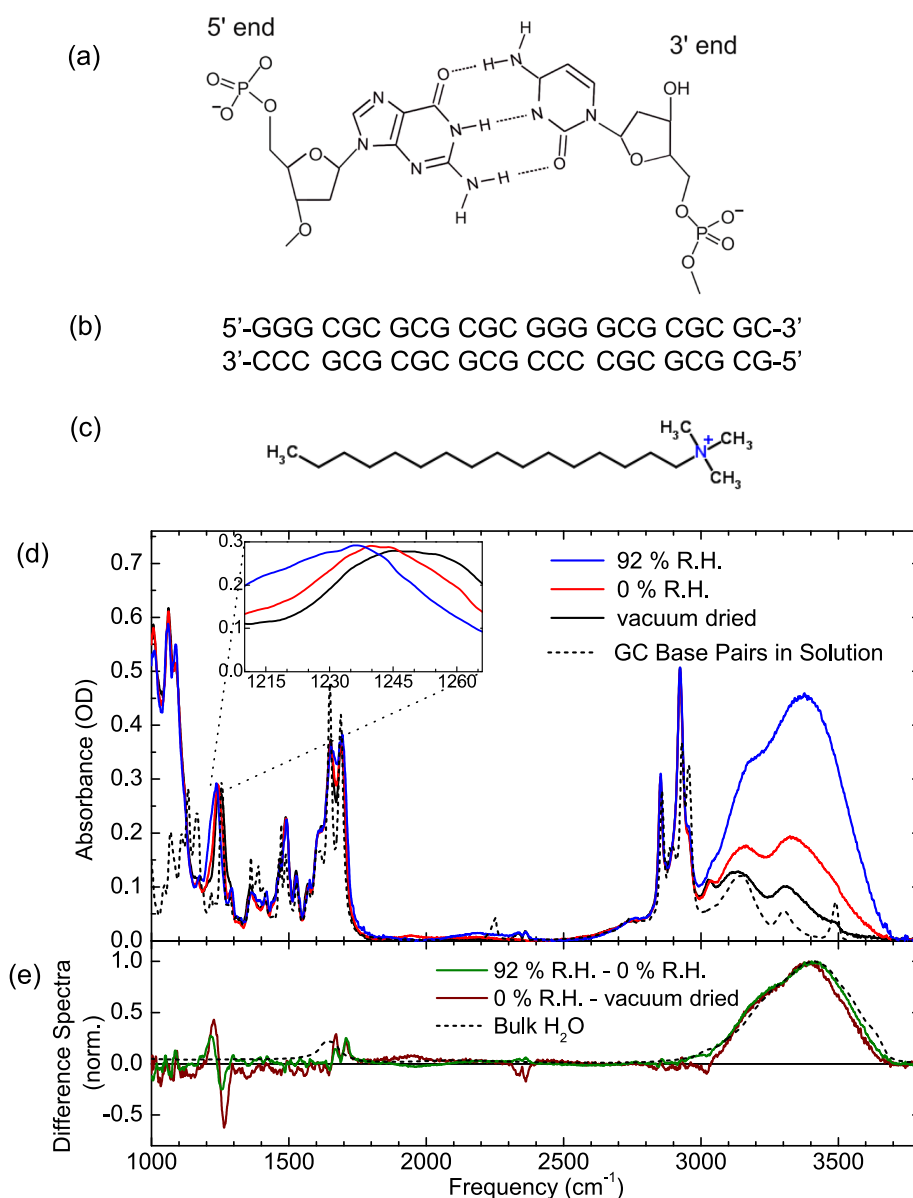 5' end
3' end
(a)
O
O
P
O
−
O
O
O
N
N
N
N
O
N
H
N
H
H
H
N
H
N
N
O
OH
O
O
O
P
O
−
O
(b)
5’-GGG CGC GCG CGC GGG GCG CGC GC-3’
3’-CCC GCG CGC GCG CCC CGC GCG CG-5’
(c)
H₃C
H₃C
N
+
CH₃
CH₃
(d)
92 % R.H.
0 % R.H.
vacuum dried
GC Base Pairs in Solution
0.3
0.2
0.1
0.0
1215 1230 1245 1260
Absorbance (OD)
0.7
0.6
0.5
0.4
0.3
0.2
0.1
0.0
(e)
92 % R.H. - 0 % R.H.
0 % R.H. - vacuum dried
Bulk H₂O
Difference Spectra
(norm.)
1.0
0.5
0.0
-0.5
1000 1500 2000 2500 3000 3500
Frequency (cm⁻¹)